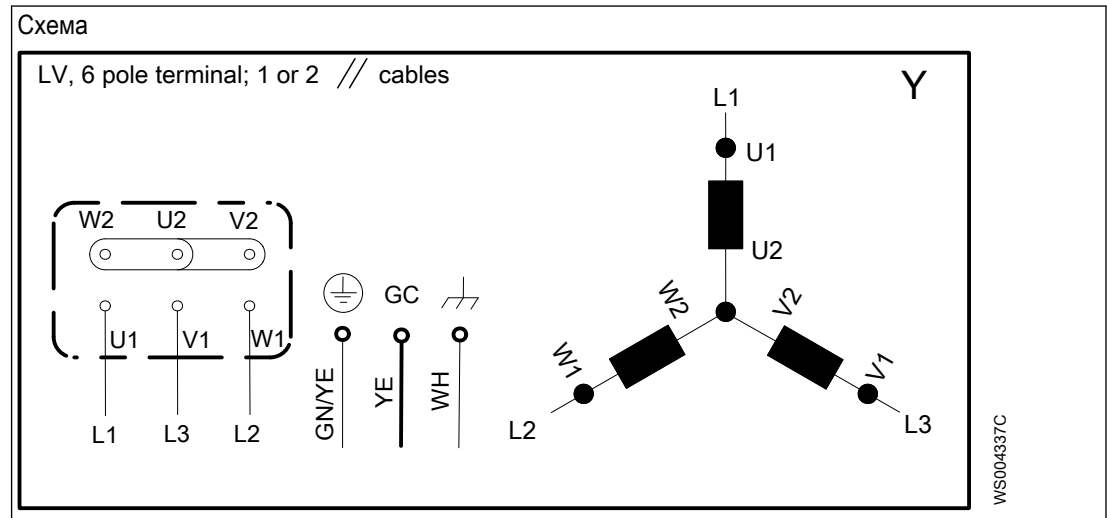 Схема
LV, 6 pole terminal; 1 or 2 // cables
Y
L1
U1
U2
W2 U2 V2
U1 V1 W1
L1 L3 L2
GC
GN/YE
YE
WH
W2
V2
W1
V1
L2
L3
WS004337C